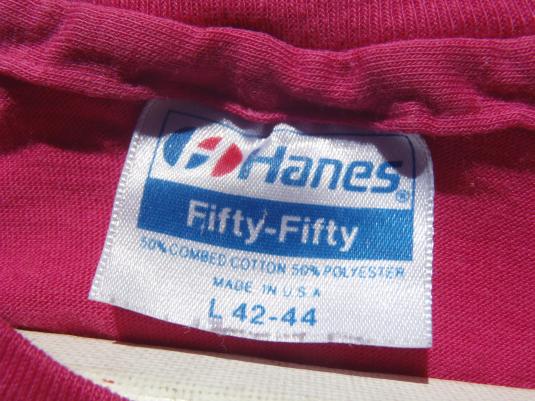 Hanes®
Fifty-Fifty
50% COMBED COTTON 50% POLYESTER
MADE IN U.S.A
L 42-44